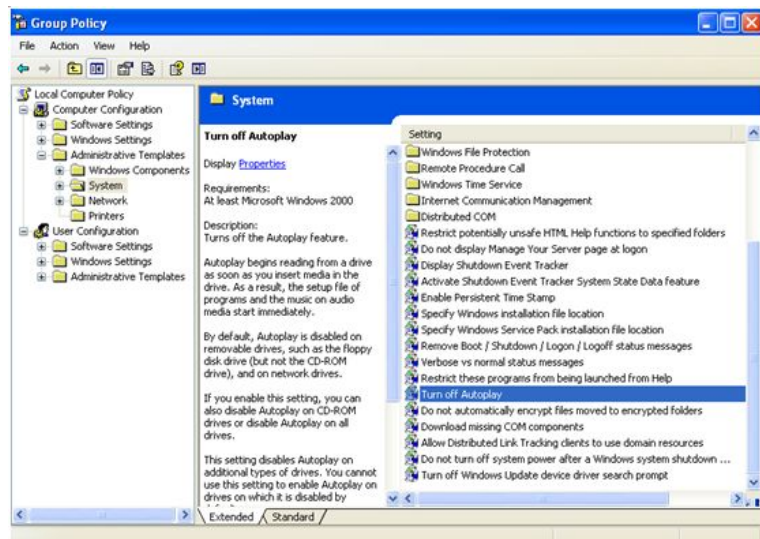 Group Policy
File Action View Help
Local Computer Policy
Computer Configuration
Software Settings
Windows Settings
Administrative Templates
Windows Components
System
Network
Printers
User Configuration
Software Settings
Windows Settings
Administrative Templates
System
Turn off Autoplay
Display Properties
Requirements:
At least Microsoft Windows 2000
Description:
Turns off the Autoplay feature.
Autoplay begins reading from a drive
as soon as you insert media in the
drive. As a result, the setup file of
programs and the music on audio
media start immediately.
By default, Autoplay is disabled on
removable drives, such as the floppy
disk drive (but not the CD-ROM
drive), and on network drives.
If you enable this setting, you can
also disable Autoplay on CD-ROM
drives or disable Autoplay on all
drives.
This setting disables Autoplay on
additional types of drives. You cannot
use this setting to enable Autoplay on
drives on which it is disabled by
Setting
Windows File Protection
Remote Procedure Call
Windows Time Service
Internet Communication Management
Distributed COM
Restrict potentially unsafe HTML Help functions to specified folders
Do not display Manage Your Server page at logon
Display Shutdown Event Tracker
Activate Shutdown Event Tracker System State Data feature
Enable Persistent Time Stamp
Specify Windows installation file location
Specify Windows Service Pack installation file location
Remove Boot / Shutdown / Logon / Logoff status messages
Verbose vs normal status messages
Restrict these programs from being launched from Help
Turn off Autoplay
Do not automatically encrypt files moved to encrypted folders
Download missing COM components
Allow Distributed Link Tracking clients to use domain resources
Do not turn off system power after a Windows system shutdown ...
Turn off Windows Update device driver search prompt
Extended Standard